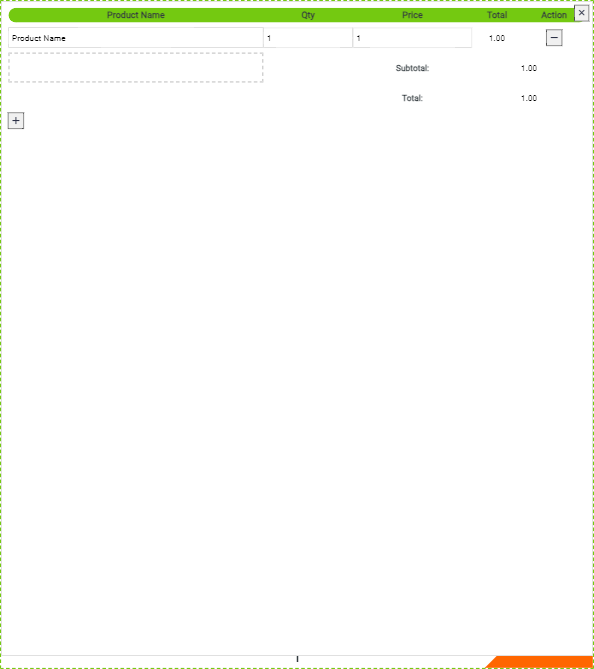 Product Name Qty Price Total Action ×
Product Name 1 1 1.00 −
Subtotal: 1.00
Total: 1.00
+